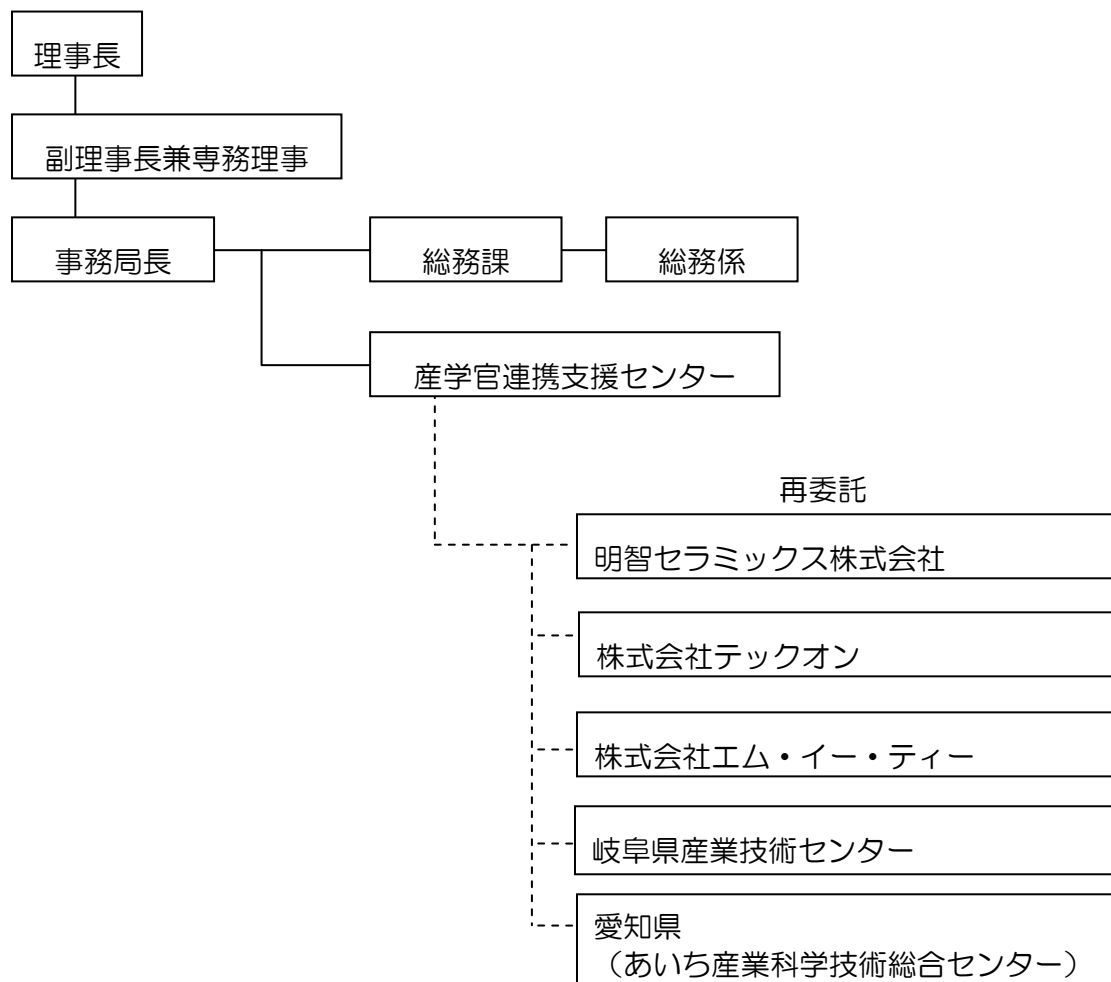 理事長
副理事長兼専務理事
事務局長
総務課
総務係
産学官連携支援センター
再委託
明智セラミックス株式会社
株式会社テックオン
株式会社エム・イー・ティー
岐阜県産業技術センター
愛知県
（あいち産業科学技術総合センター）